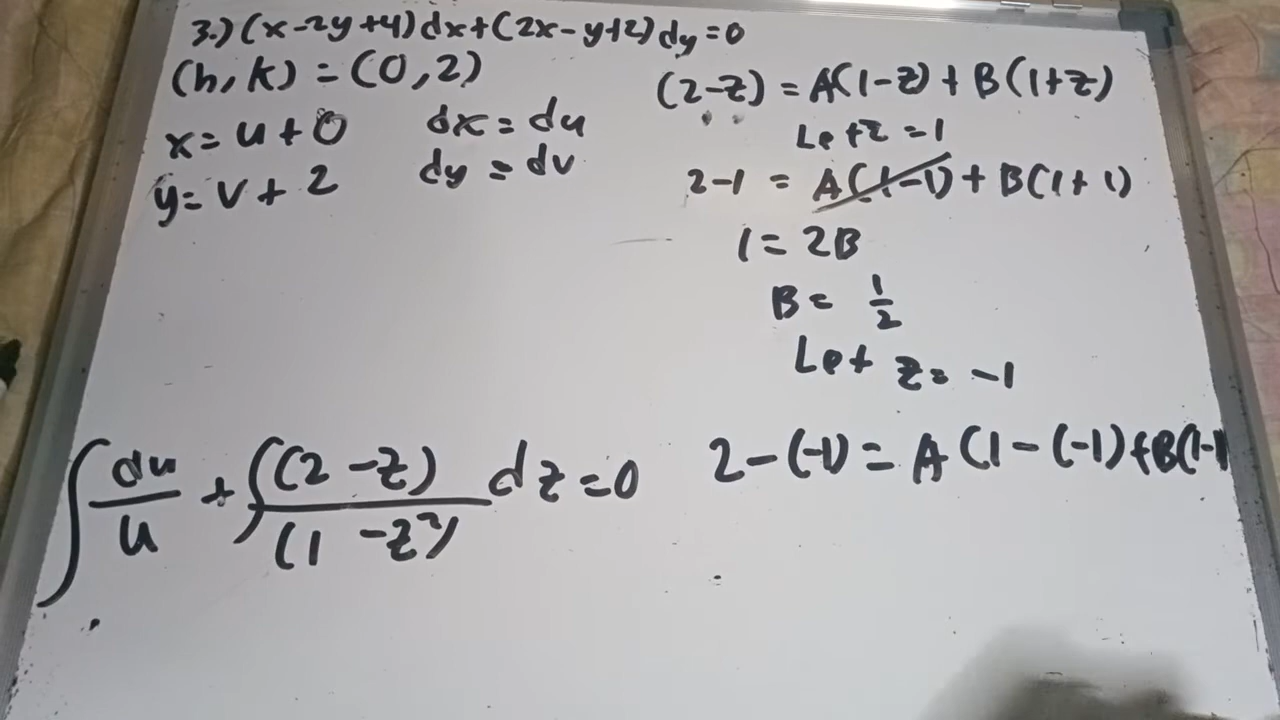 3.) (x-2y+4)dx+(2x-y+2)dy=0
(h,k)=(0,2)
x=u+0 dx=du
y=v+2 dy=dv
∫du/u+∫(2-z)/(1-z²)dz=0
(2-z)=A(1-z)+B(1+z)
Let z=1
2-1=A(1-1)+B(1+1)
1=2B
B=1/2
Let z=-1
2-(-1)=A(1-(-1)+B(1-1